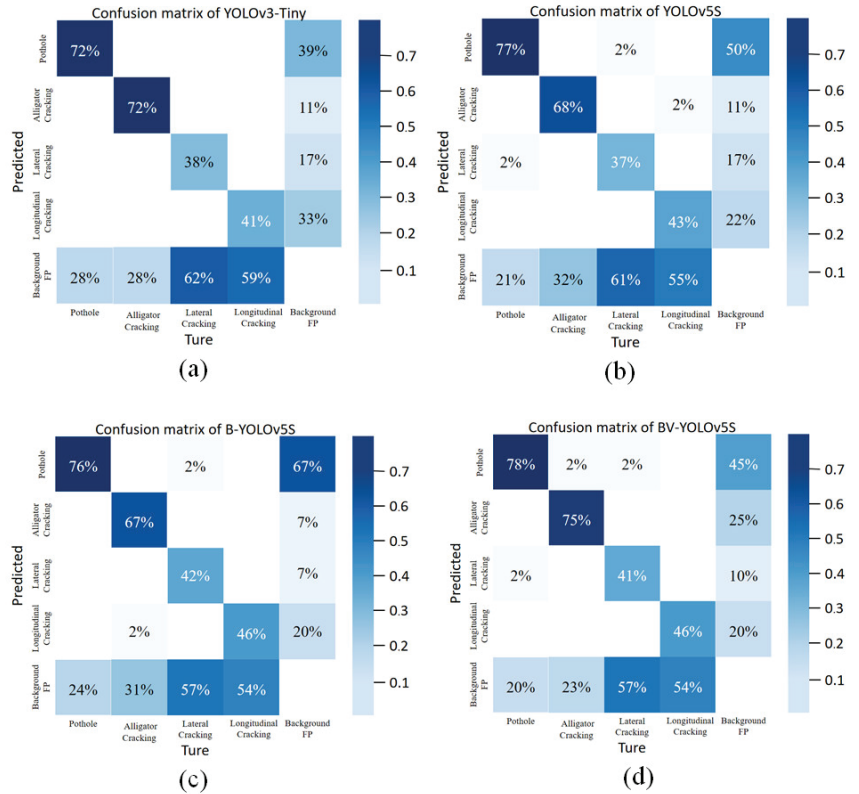 Confusion matrix of YOLOv3-Tiny
Predicted
Pothole
72%
39%
0.7
Alligator
Cracking
72%
11%
0.6
0.5
Lateral
Cracking
38%
17%
0.4
0.3
Longitudinal
Cracking
41%
33%
0.2
Background
FP
28%
28%
62%
59%
0.1
Pothole
Alligator
Cracking
Lateral
Cracking
Longitudinal
Cracking
Background
FP
Ture
(a)
Confusion matrix of YOLOv5S
Predicted
Pothole
77%
2%
50%
0.7
Alligator
Cracking
68%
2%
11%
0.6
0.5
Lateral
Cracking
2%
37%
17%
0.4
0.3
Longitudinal
Cracking
43%
22%
0.2
Background
FP
21%
32%
61%
55%
0.1
Pothole
Alligator
Cracking
Lateral
Cracking
Longitudinal
Cracking
Background
FP
Ture
(b)
Confusion matrix of B-YOLOv5S
Predicted
Pothole
76%
2%
67%
0.7
Alligator
Cracking
67%
7%
0.6
0.5
Lateral
Cracking
42%
7%
0.4
0.3
Longitudinal
Cracking
2%
46%
20%
0.2
Background
FP
24%
31%
57%
54%
0.1
Pothole
Alligator
Cracking
Lateral
Cracking
Longitudinal
Cracking
Background
FP
Ture
(c)
Confusion matrix of BV-YOLOv5S
Predicted
Pothole
78%
2%
2%
45%
0.7
Alligator
Cracking
75%
25%
0.6
0.5
Lateral
Cracking
2%
41%
10%
0.4
0.3
Longitudinal
Cracking
46%
20%
0.2
Background
FP
20%
23%
57%
54%
0.1
Pothole
Alligator
Cracking
Lateral
Cracking
Longitudinal
Cracking
Background
FP
Ture
(d)